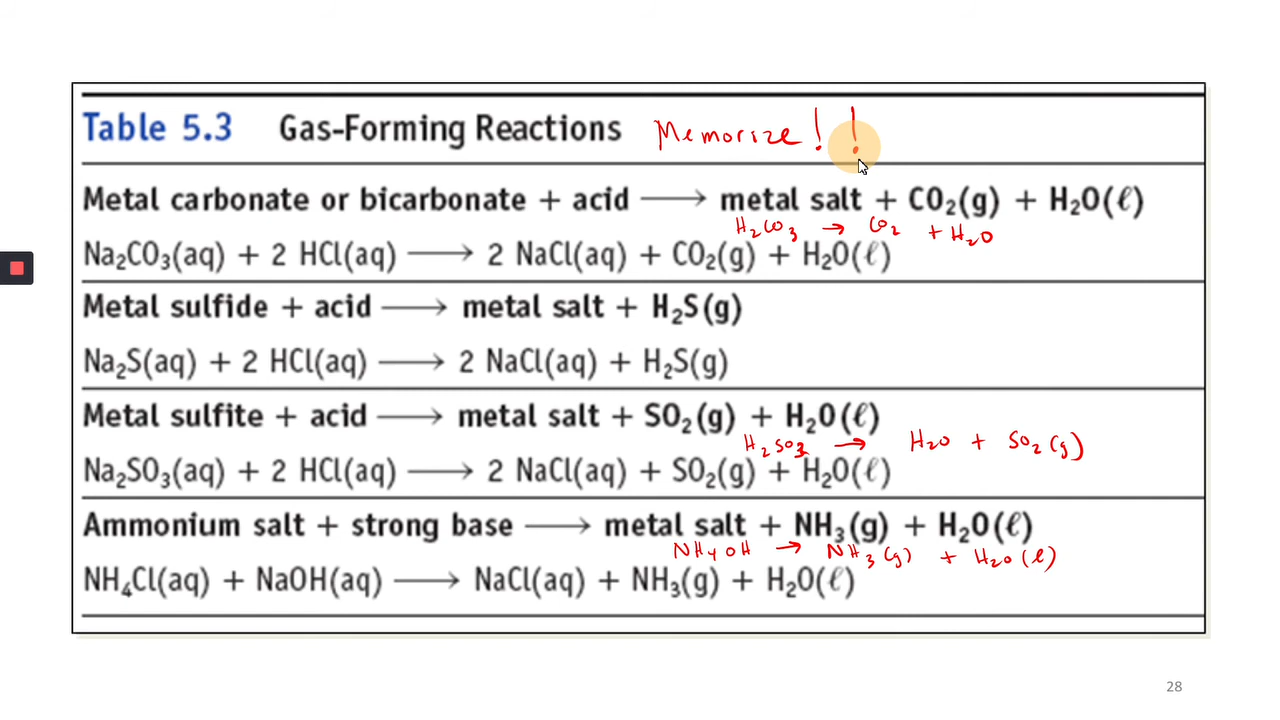 Table 5.3 Gas-Forming Reactions Memorize! !
Metal carbonate or bicarbonate + acid ⟶ metal salt + CO₂(g) + H₂O(ℓ)
H₂CO₃ → CO₂ + H₂O
Na₂CO₃(aq) + 2 HCl(aq) ⟶ 2 NaCl(aq) + CO₂(g) + H₂O(ℓ)
Metal sulfide + acid ⟶ metal salt + H₂S(g)
Na₂S(aq) + 2 HCl(aq) ⟶ 2 NaCl(aq) + H₂S(g)
Metal sulfite + acid ⟶ metal salt + SO₂(g) + H₂O(ℓ)
H₂SO₃ → H₂O + SO₂(g)
Na₂SO₃(aq) + 2 HCl(aq) ⟶ 2 NaCl(aq) + SO₂(g) + H₂O(ℓ)
Ammonium salt + strong base ⟶ metal salt + NH₃(g) + H₂O(ℓ)
NH₄OH → NH₃(g) + H₂O(ℓ)
NH₄Cl(aq) + NaOH(aq) ⟶ NaCl(aq) + NH₃(g) + H₂O(ℓ)
28